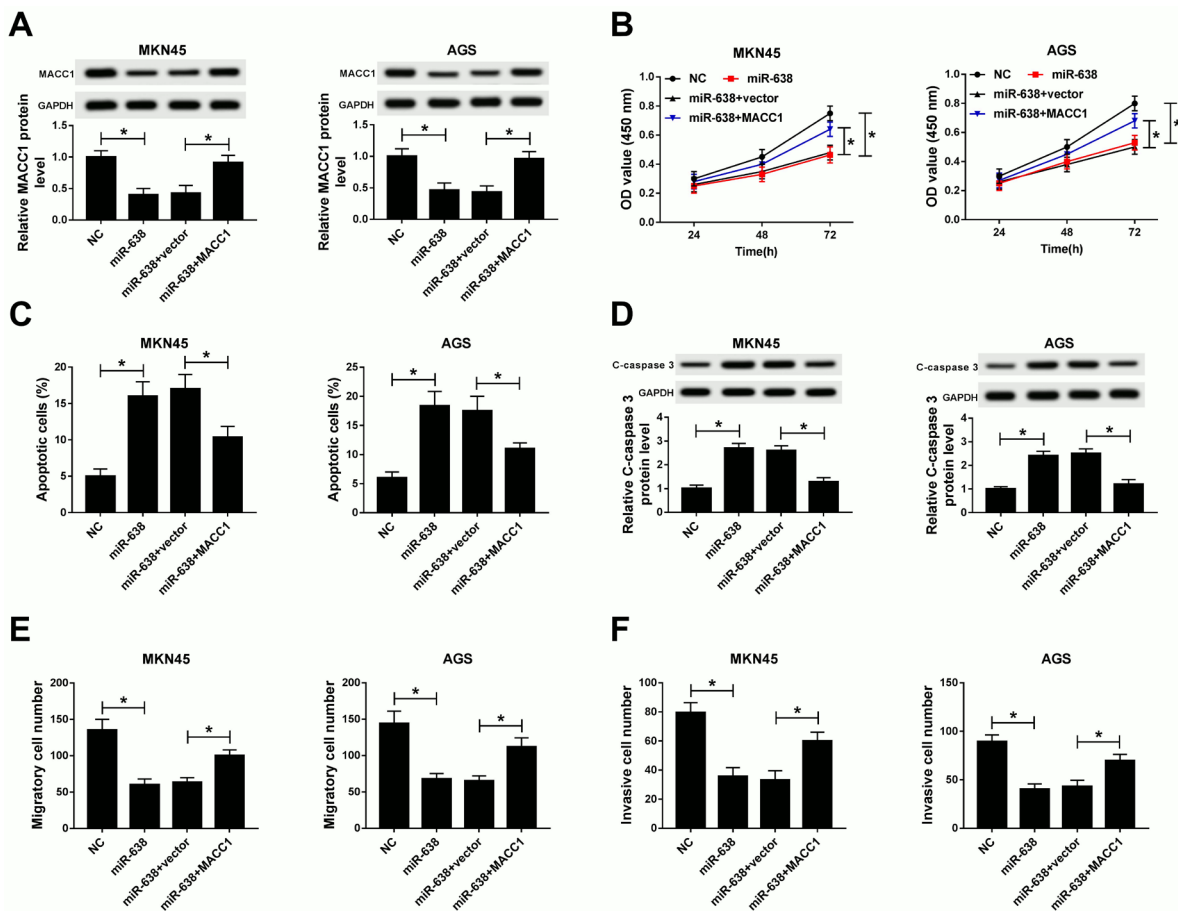 A
MKN45
MACC1
GAPDH
Relative MACC1 protein
level
1.5
1.0
0.5
0.0
*
*
NC
miR-638
miR-638+vector
miR-638+MACC1
AGS
MACC1
GAPDH
Relative MACC1 protein
level
1.5
1.0
0.5
0.0
*
*
NC
miR-638
miR-638+vector
miR-638+MACC1
B
MKN45
NC
miR-638
miR-638+vector
miR-638+MACC1
OD value (450 nm)
1.0
0.8
0.6
0.4
0.2
0.0
*
*
24
48
72
Time(h)
AGS
OD value (450 nm)
1.0
0.8
0.6
0.4
0.2
0.0
*
*
24
48
72
Time(h)
C
MKN45
Apoptotic cells (%)
20
15
10
5
0
*
*
NC
miR-638
miR-638+vector
miR-638+MACC1
AGS
Apoptotic cells (%)
25
20
15
10
5
0
*
*
NC
miR-638
miR-638+vector
miR-638+MACC1
D
MKN45
C-caspase 3
GAPDH
Relative C-caspase 3
protein level
4
3
2
1
0
*
*
NC
miR-638
miR-638+vector
miR-638+MACC1
AGS
C-caspase 3
GAPDH
Relative C-caspase 3
protein level
4
3
2
1
0
*
*
NC
miR-638
miR-638+vector
miR-638+MACC1
E
MKN45
Migratory cell number
200
150
100
50
0
*
*
NC
miR-638
miR-638+vector
miR-638+MACC1
AGS
Migratory cell number
200
150
100
50
0
*
*
NC
miR-638
miR-638+vector
miR-638+MACC1
F
MKN45
Invasive cell number
100
80
60
40
20
0
*
*
NC
miR-638
miR-638+vector
miR-638+MACC1
AGS
Invasive cell number
150
100
50
0
*
*
NC
miR-638
miR-638+vector
miR-638+MACC1